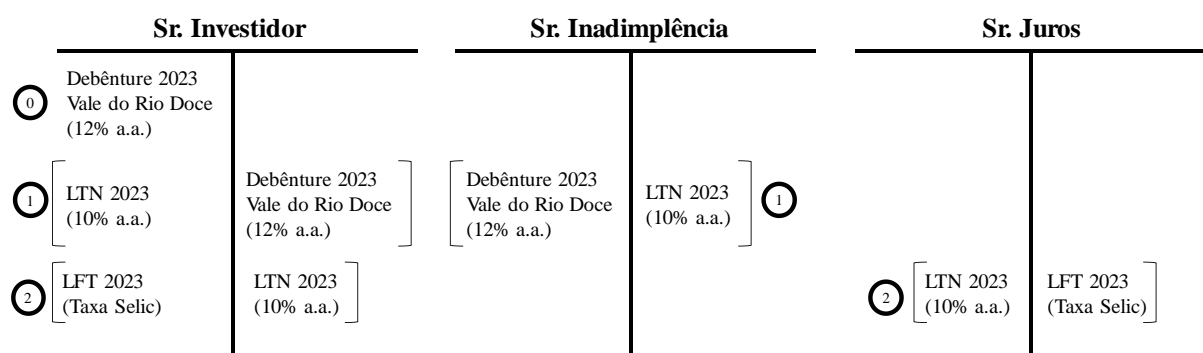 Sr. Investidor
Sr. Inadimplência
Sr. Juros
0
Debênture 2023
Vale do Rio Doce
(12% a.a.)
1
LTN 2023
(10% a.a.)
Debênture 2023
Vale do Rio Doce
(12% a.a.)
Debênture 2023
Vale do Rio Doce
(12% a.a.)
LTN 2023
(10% a.a.)
1
2
LFT 2023
(Taxa Selic)
LTN 2023
(10% a.a.)
2
LTN 2023
(10% a.a.)
LFT 2023
(Taxa Selic)